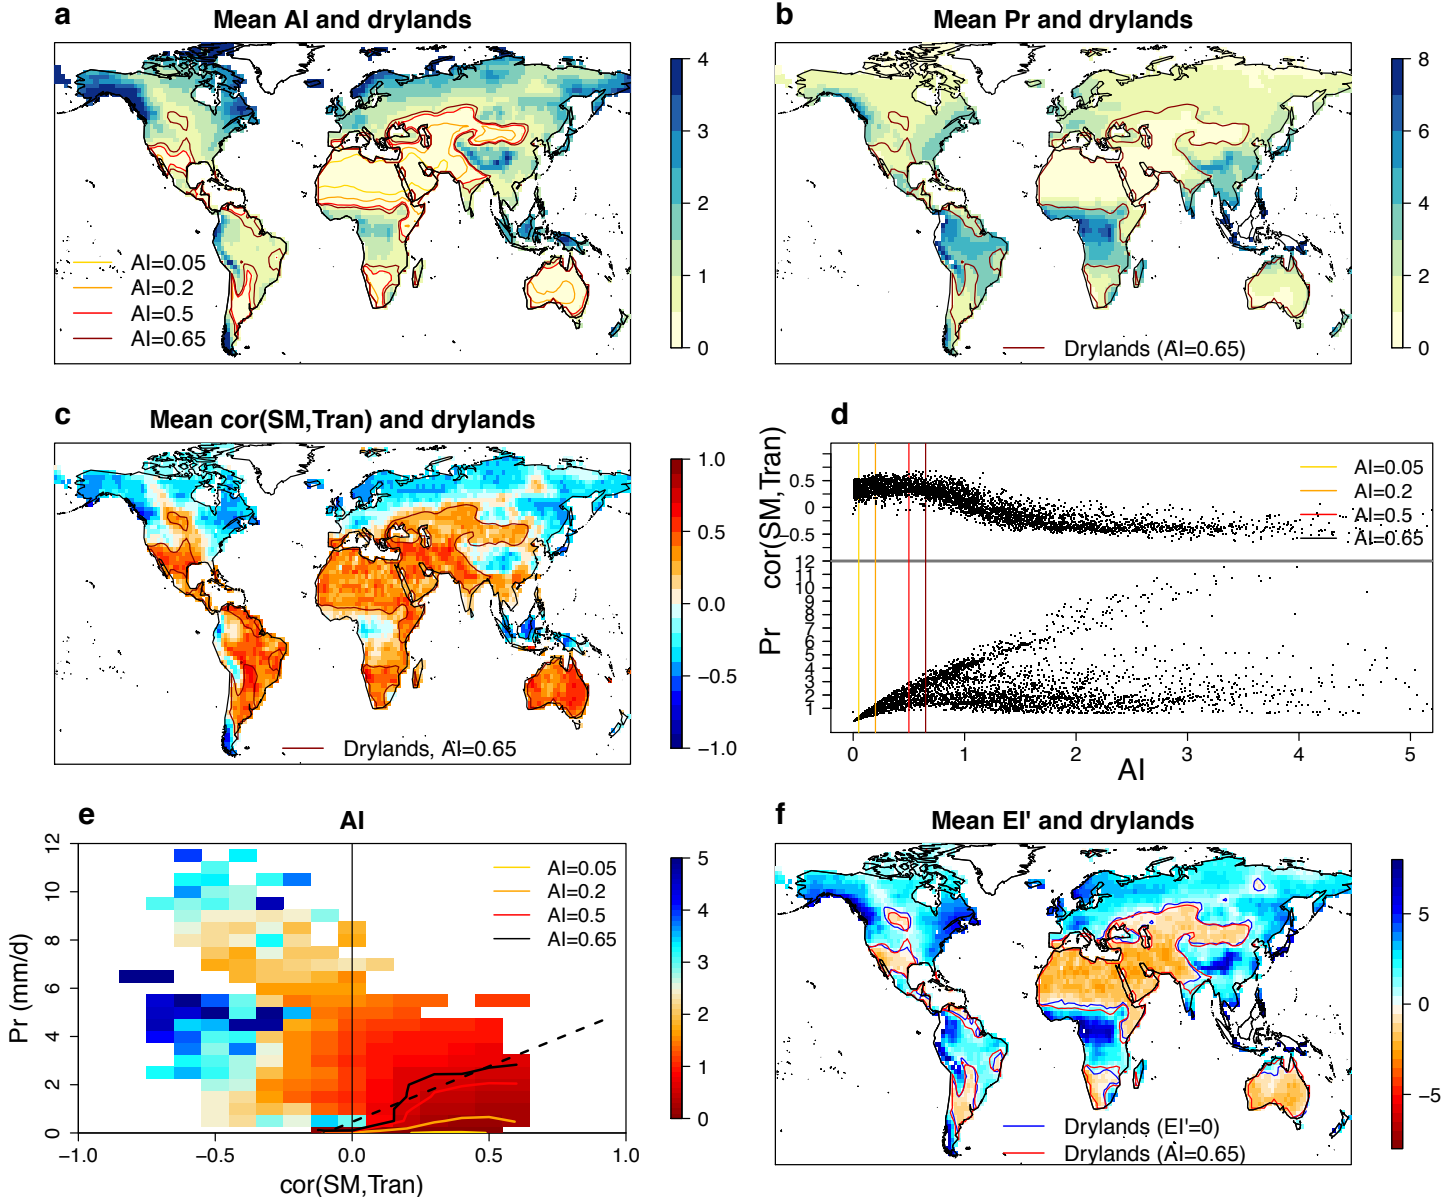 a
Mean AI and drylands
4
3
2
1
0
AI=0.05
AI=0.2
AI=0.5
AI=0.65
b
Mean Pr and drylands
8
6
4
2
0
Drylands (AI=0.65)
c
Mean cor(SM,Tran) and drylands
1.0
0.5
0.0
−0.5
−1.0
Drylands, AI=0.65
d
cor(SM,Tran)
0.5
0
−0.5
AI=0.05
AI=0.2
AI=0.5
AI=0.65
Pr
12
11
10
9
8
7
6
5
4
3
2
1
0
1
2
3
4
5
AI
e
AI
Pr (mm/d)
12
10
8
6
4
2
0
−1.0
−0.5
0.0
0.5
1.0
cor(SM,Tran)
AI=0.05
AI=0.2
AI=0.5
AI=0.65
5
4
3
2
1
0
f
Mean EI' and drylands
5
0
−5
Drylands (EI'=0)
Drylands (AI=0.65)